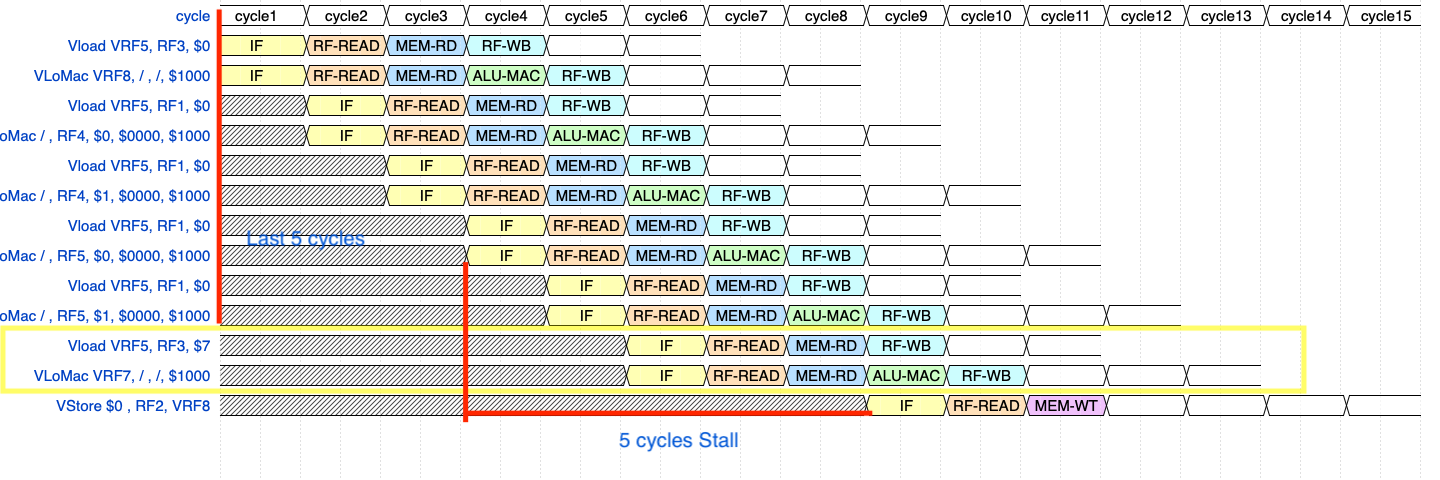 cycle cycle1 cycle2 cycle3 cycle4 cycle5 cycle6 cycle7 cycle8 cycle9 cycle10 cycle11 cycle12 cycle13 cycle14 cycle15
Vload VRF5, RF3, $0 IF RF-READ MEM-RD RF-WB
VLoMac VRF8, / , /, $1000 IF RF-READ MEM-RD ALU-MAC RF-WB
Vload VRF5, RF1, $0 IF RF-READ MEM-RD RF-WB
oMac / , RF4, $0, $0000, $1000 IF RF-READ MEM-RD ALU-MAC RF-WB
Vload VRF5, RF1, $0 IF RF-READ MEM-RD RF-WB
oMac / , RF4, $1, $0000, $1000 IF RF-READ MEM-RD ALU-MAC RF-WB
Vload VRF5, RF1, $0 IF RF-READ MEM-RD RF-WB
Last 5 cycles
oMac / , RF5, $0, $0000, $1000 IF RF-READ MEM-RD ALU-MAC RF-WB
Vload VRF5, RF1, $0 IF RF-READ MEM-RD RF-WB
oMac / , RF5, $1, $0000, $1000 IF RF-READ MEM-RD ALU-MAC RF-WB
Vload VRF5, RF3, $7 IF RF-READ MEM-RD RF-WB
VLoMac VRF7, / , /, $1000 IF RF-READ MEM-RD ALU-MAC RF-WB
VStore $0 , RF2, VRF8 IF RF-READ MEM-WT
5 cycles Stall